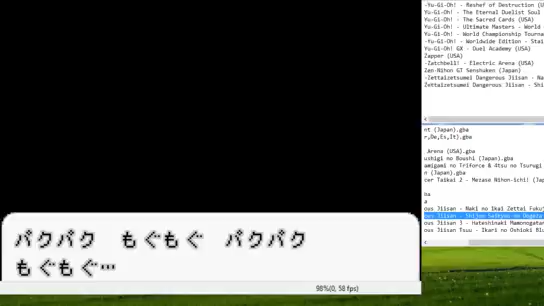 -Yu-Gi-Oh! - Reshef of Destruction (U
-Yu-Gi-Oh! - The Eternal Duelist Soul
-Yu-Gi-Oh! - The Sacred Cards (USA)
Yu-Gi-Oh! - Ultimate Masters - World
-Yu-Gi-Oh! - World Championship Tourna
-Yu-Gi-Oh! - Worldwide Edition - Stai
Yu-Gi-Oh! GX - Duel Academy (USA)
Zapper (USA)
-Zatchbell! - Electric Arena (USA)
Zen-Nihon GT Senshuken (Japan)
-Zettaizetsumei Dangerous Jiisan - Na
Zettaizetsumei Dangerous Jiisan - Shi
nt (Japan).gba
r,De,Es,It).gba
Arena (USA).gba
ushigi no Boushi (Japan).gba
amigami no Triforce & 4tsu no Tsurugi
n (Japan).gba
cer Taikai 2 - Mezase Nihon-ichi! (Jap
ba
a
ous Jiisan - Naki no Ikai Zettai Fukuj
ous Jiisan - Shijou Saikyou no Dogeza
ous Jiisan 3 - Hateshinaki Mamonogatar
ous Jiisan Tsuu - Ikari no Oshioki Blu
パクパク　もぐもぐ　パクパク
もぐもぐ…
98%(0, 58 fps)